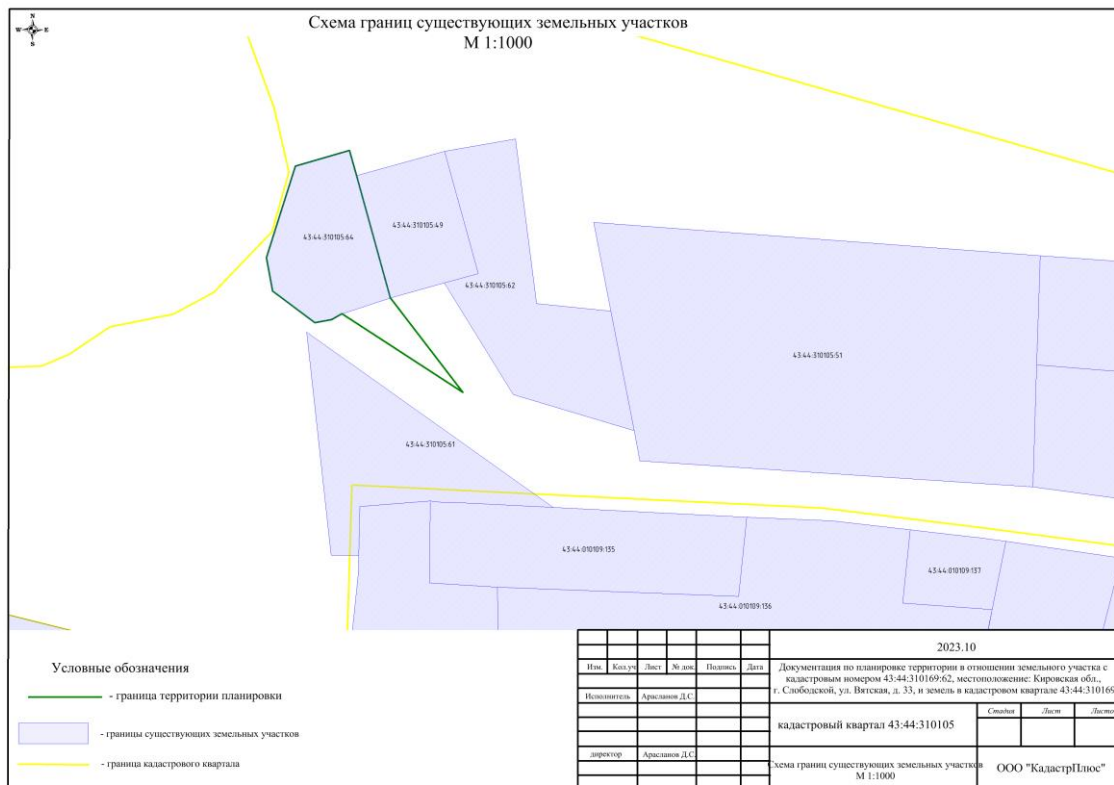 Схема границ существующих земельных участков
М 1:1000
N
W E
S
43:44:310105:64
43:44:310105:49
43:44:310105:62
43:44:310105:51
43:44:310105:61
43:44:010109:135
43:44:010109:137
43:44:010109:136
Условные обозначения
- граница территории планировки
- границы существующих земельных участков
- граница кадастрового квартала
2023.10
Изм. Кол.уч Лист № док. Подпись Дата
Документация по планировке территории в отношении земельного участка с
кадастровым номером 43:44:310169:62, местоположение: Кировская обл.,
г. Слободской, ул. Вятская, д. 33, и земель в кадастровом квартале 43:44:310169
Исполнитель Арасланов Д.С.
кадастровый квартал 43:44:310105
Стадия Лист Листо
директор Арасланов Д.С.
Схема границ существующих земельных участков
М 1:1000
ООО "КадастрПлюс"